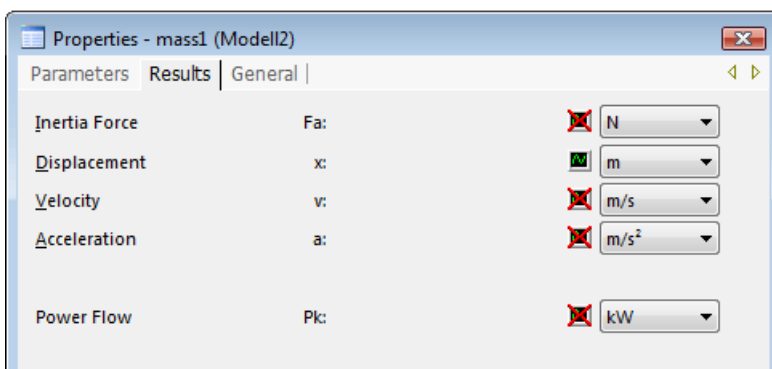 Properties - mass1 (Modell2)
Parameters Results General
Inertia Force Fa: N
Displacement x: m
Velocity v: m/s
Acceleration a: m/s²
Power Flow Pk: kW